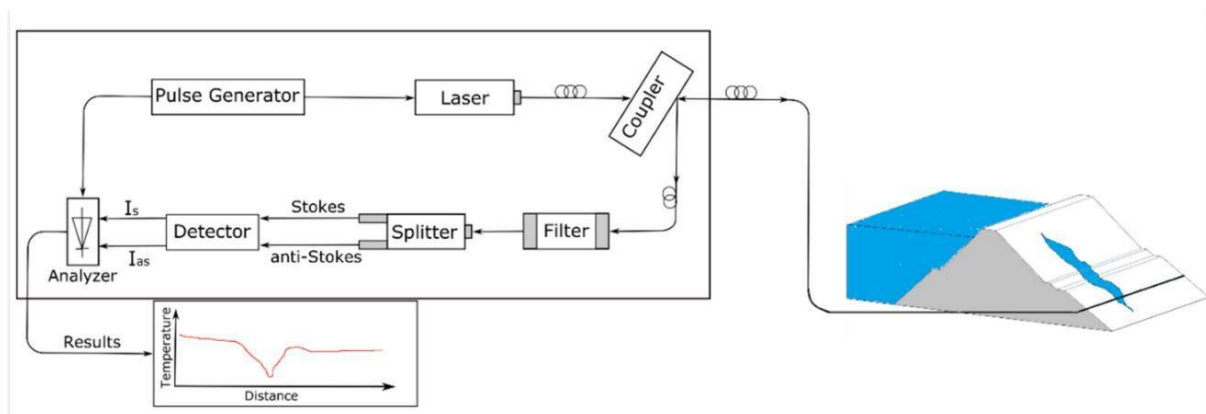 Pulse Generator
Laser
Coupler
Is
Stokes
Detector
Splitter
Filter
Ias
anti-Stokes
Analyzer
Results
Temperature
Distance